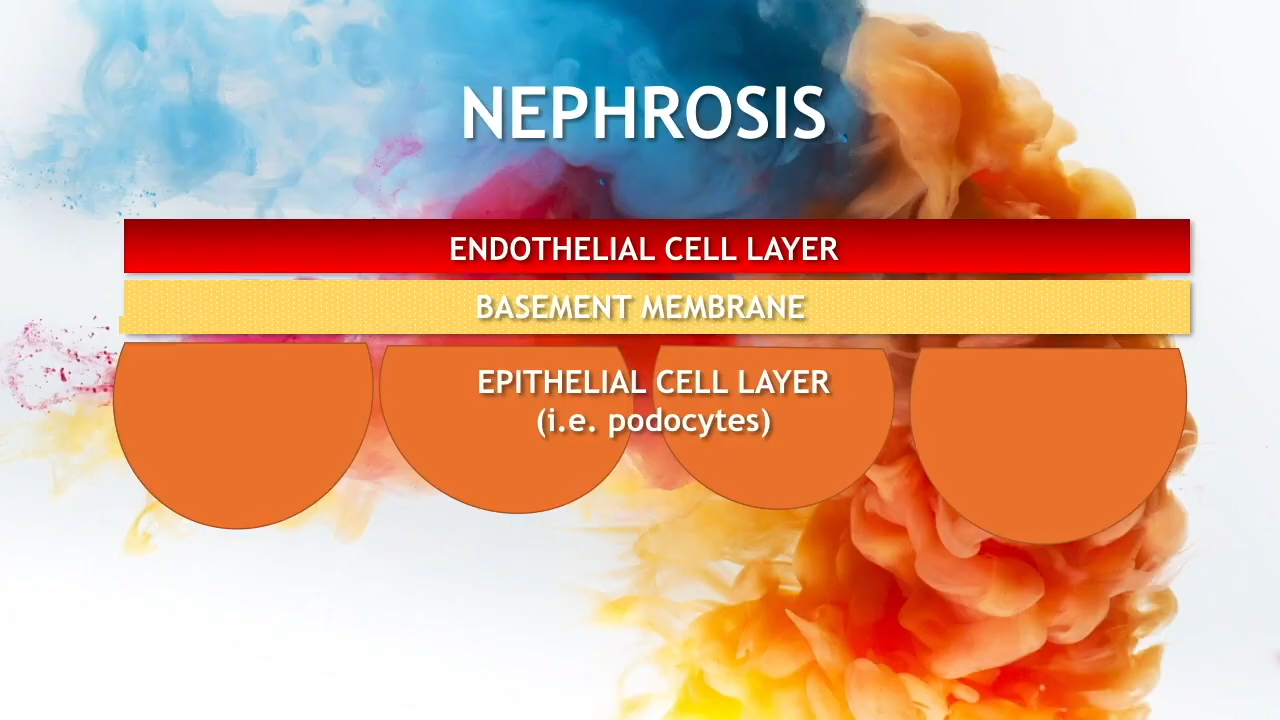 NEPHROSIS
ENDOTHELIAL CELL LAYER
BASEMENT MEMBRANE
EPITHELIAL CELL LAYER
(i.e. podocytes)